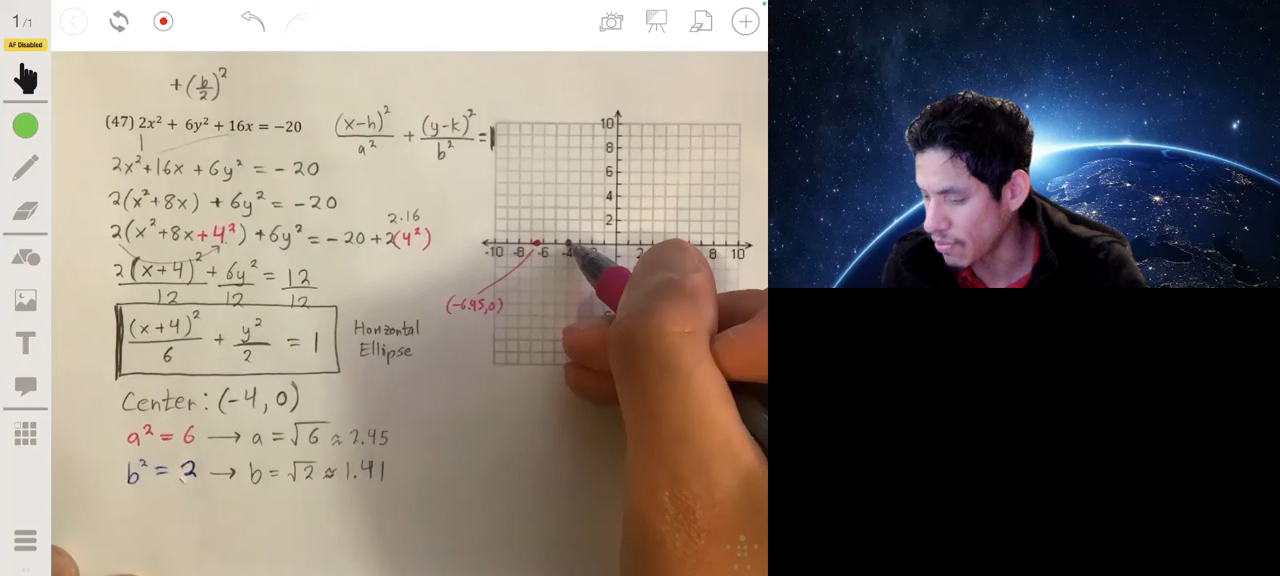 1/1
AF Disabled
+(b/2)²
(47) 2x² + 6y² + 16x = −20
(x-h)²/a² + (y-k)²/b² = 1
2x²+16x + 6y² = -20
2(x²+8x) + 6y² = -20
2·16
2(x²+8x+4²) + 6y² = -20 + 2(4²)
2(x+4)²/12 + 6y²/12 = 12/12
(x+4)²/6 + y²/2 = 1
Horizontal
Ellipse
Center: (-4, 0)
a² = 6 → a = √6 ≈ 2.45
b² = 2 → b = √2 ≈ 1.41
10
8
6
4
2
-10 -8 -6 -4 -2 2 8 10
(-6.45,0)
T